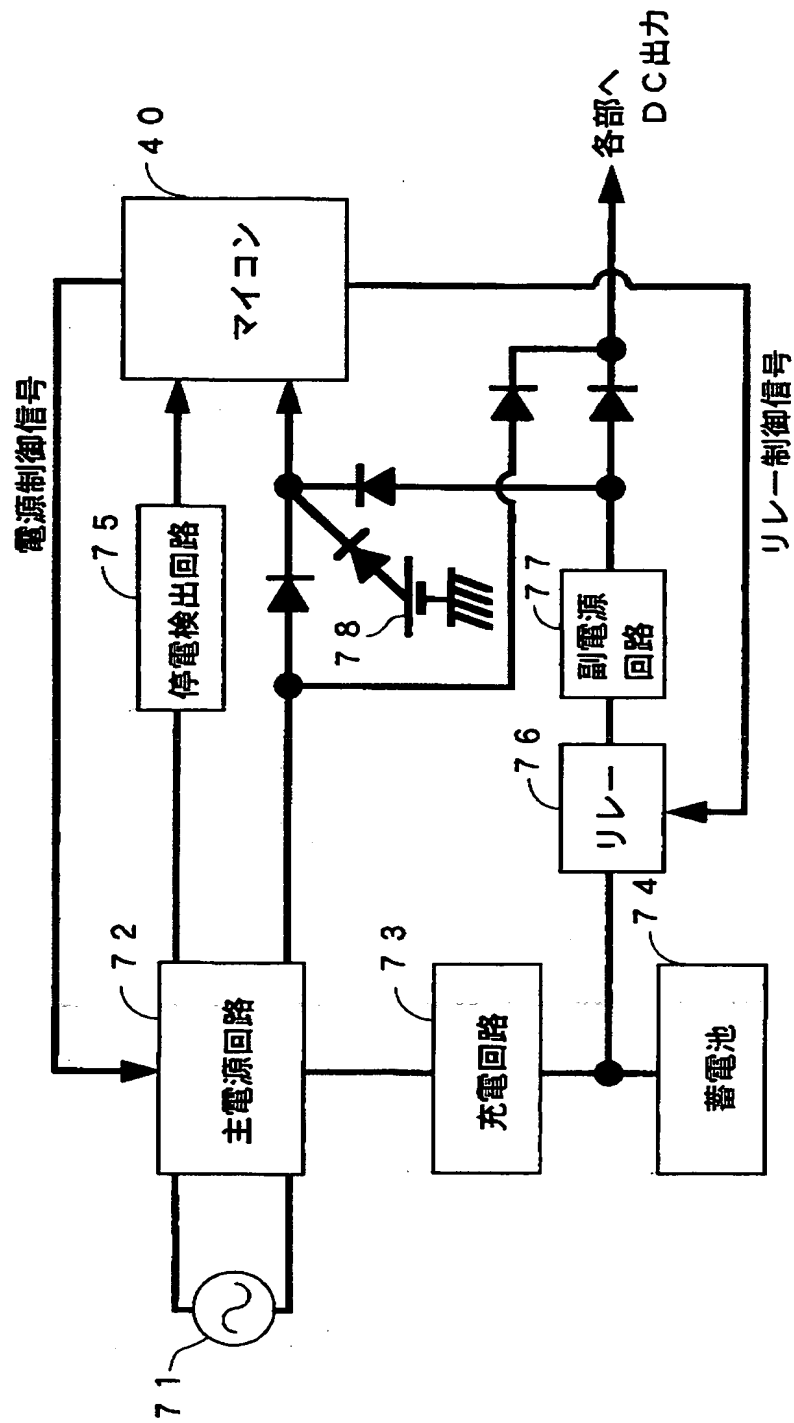 電源制御信号
40
マイコン
75
停電検出回路
72
主電源回路
71
78
各部へ
DC出力
73
充電回路
76
リレー
77
副電源
回路
74
蓄電池
リレー制御信号